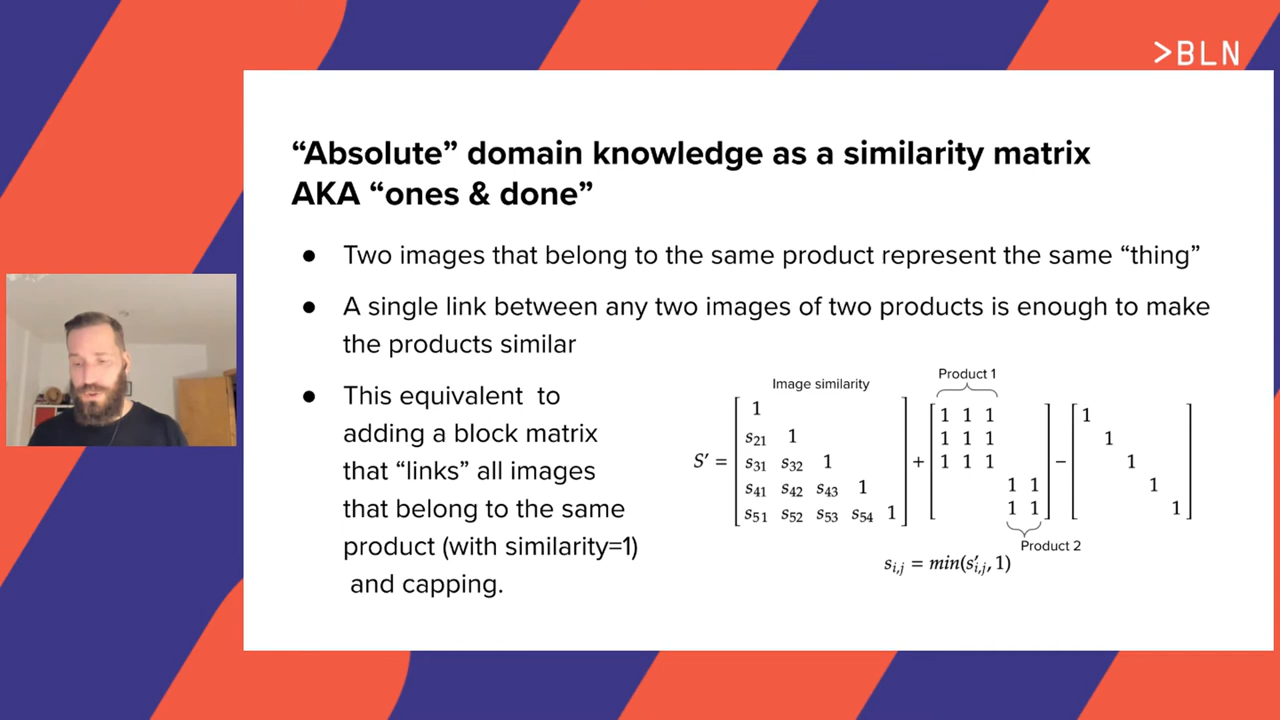 >BLN
“Absolute” domain knowledge as a similarity matrix
AKA “ones & done”
● Two images that belong to the same product represent the same “thing”
● A single link between any two images of two products is enough to make
the products similar
● This equivalent to
adding a block matrix
that “links” all images
that belong to the same
product (with similarity=1)
and capping.
Image similarity
Product 1
S′ =
1
s21 1
s31 s32 1
s41 s42 s43 1
s51 s52 s53 s54 1
+
1 1 1
1 1 1
1 1 1
1 1
1 1
−
1
1
1
1
1
Product 2
si,j = min(s′i,j, 1)